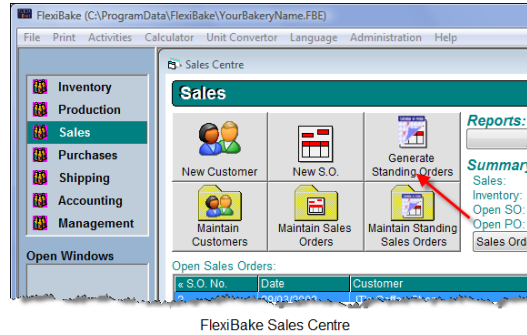 FlexiBake (C:\ProgramData\FlexiBake\YourBakeryName.FBE)
File Print Activities Calculator Unit Convertor Language Administration Help
Sales Centre
Inventory
Production
Sales
Purchases
Shipping
Accounting
Management
Open Windows
Sales
New Customer
New S.O.
Generate
Standing Orders
Maintain
Customers
Maintain Sales
Orders
Maintain Standing
Sales Orders
Reports:
Summary
Sales:
Inventory:
Open SO:
Open PO:
Sales Ord
Open Sales Orders:
« S.O. No. Date Customer
FlexiBake Sales Centre